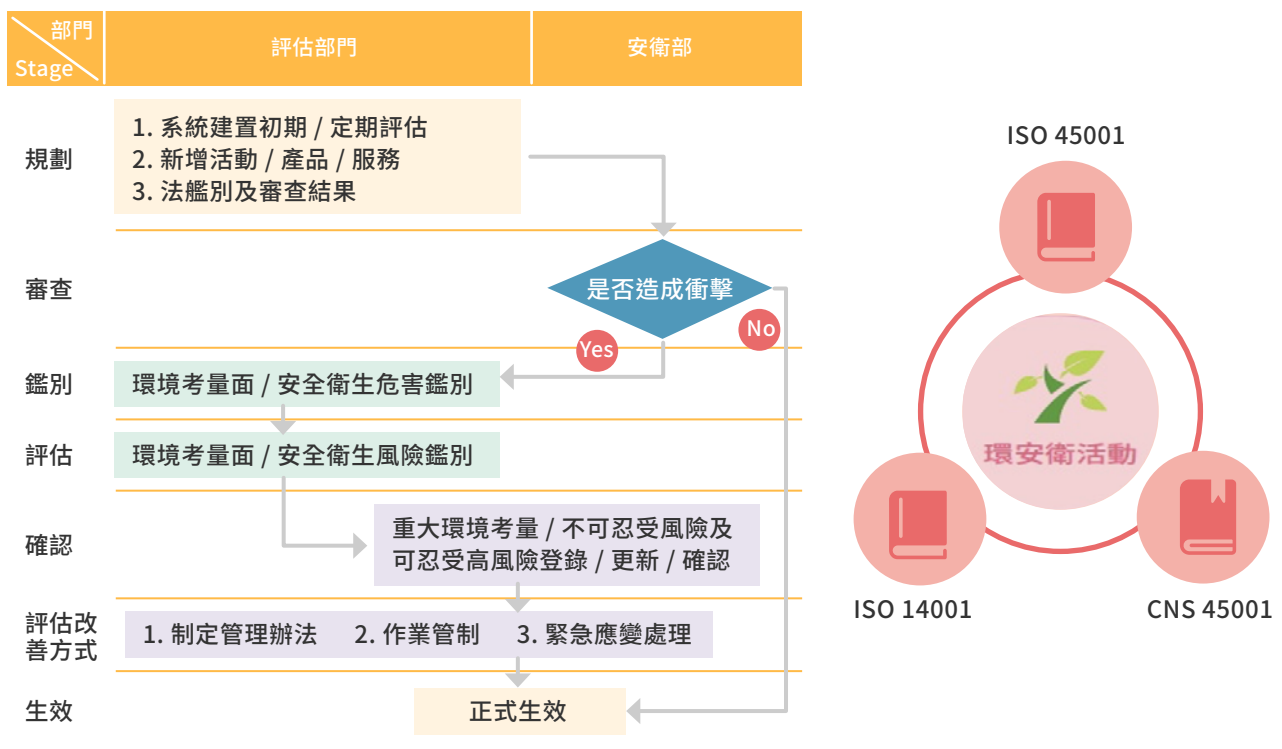 部門
Stage
評估部門
安衛部
規劃
1. 系統建置初期 / 定期評估
2. 新增活動 / 產品 / 服務
3. 法艦別及審查結果
審查
是否造成衝擊
Yes
No
鑑別
環境考量面 / 安全衛生危害鑑別
評估
環境考量面 / 安全衛生風險鑑別
確認
重大環境考量 / 不可忍受風險及
可忍受高風險登錄 / 更新 / 確認
評估改
善方式
1. 制定管理辦法 2. 作業管制 3. 緊急應變處理
生效
正式生效
ISO 45001
環安衛活動
ISO 14001
CNS 45001